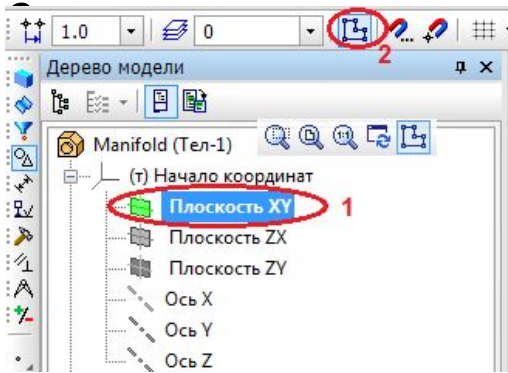 1.0 0
2
Дерево модели
Manifold (Тел-1)
(т) Начало координат
Плоскость XY 1
Плоскость ZX
Плоскость ZY
Ось X
Ось Y
Ось Z